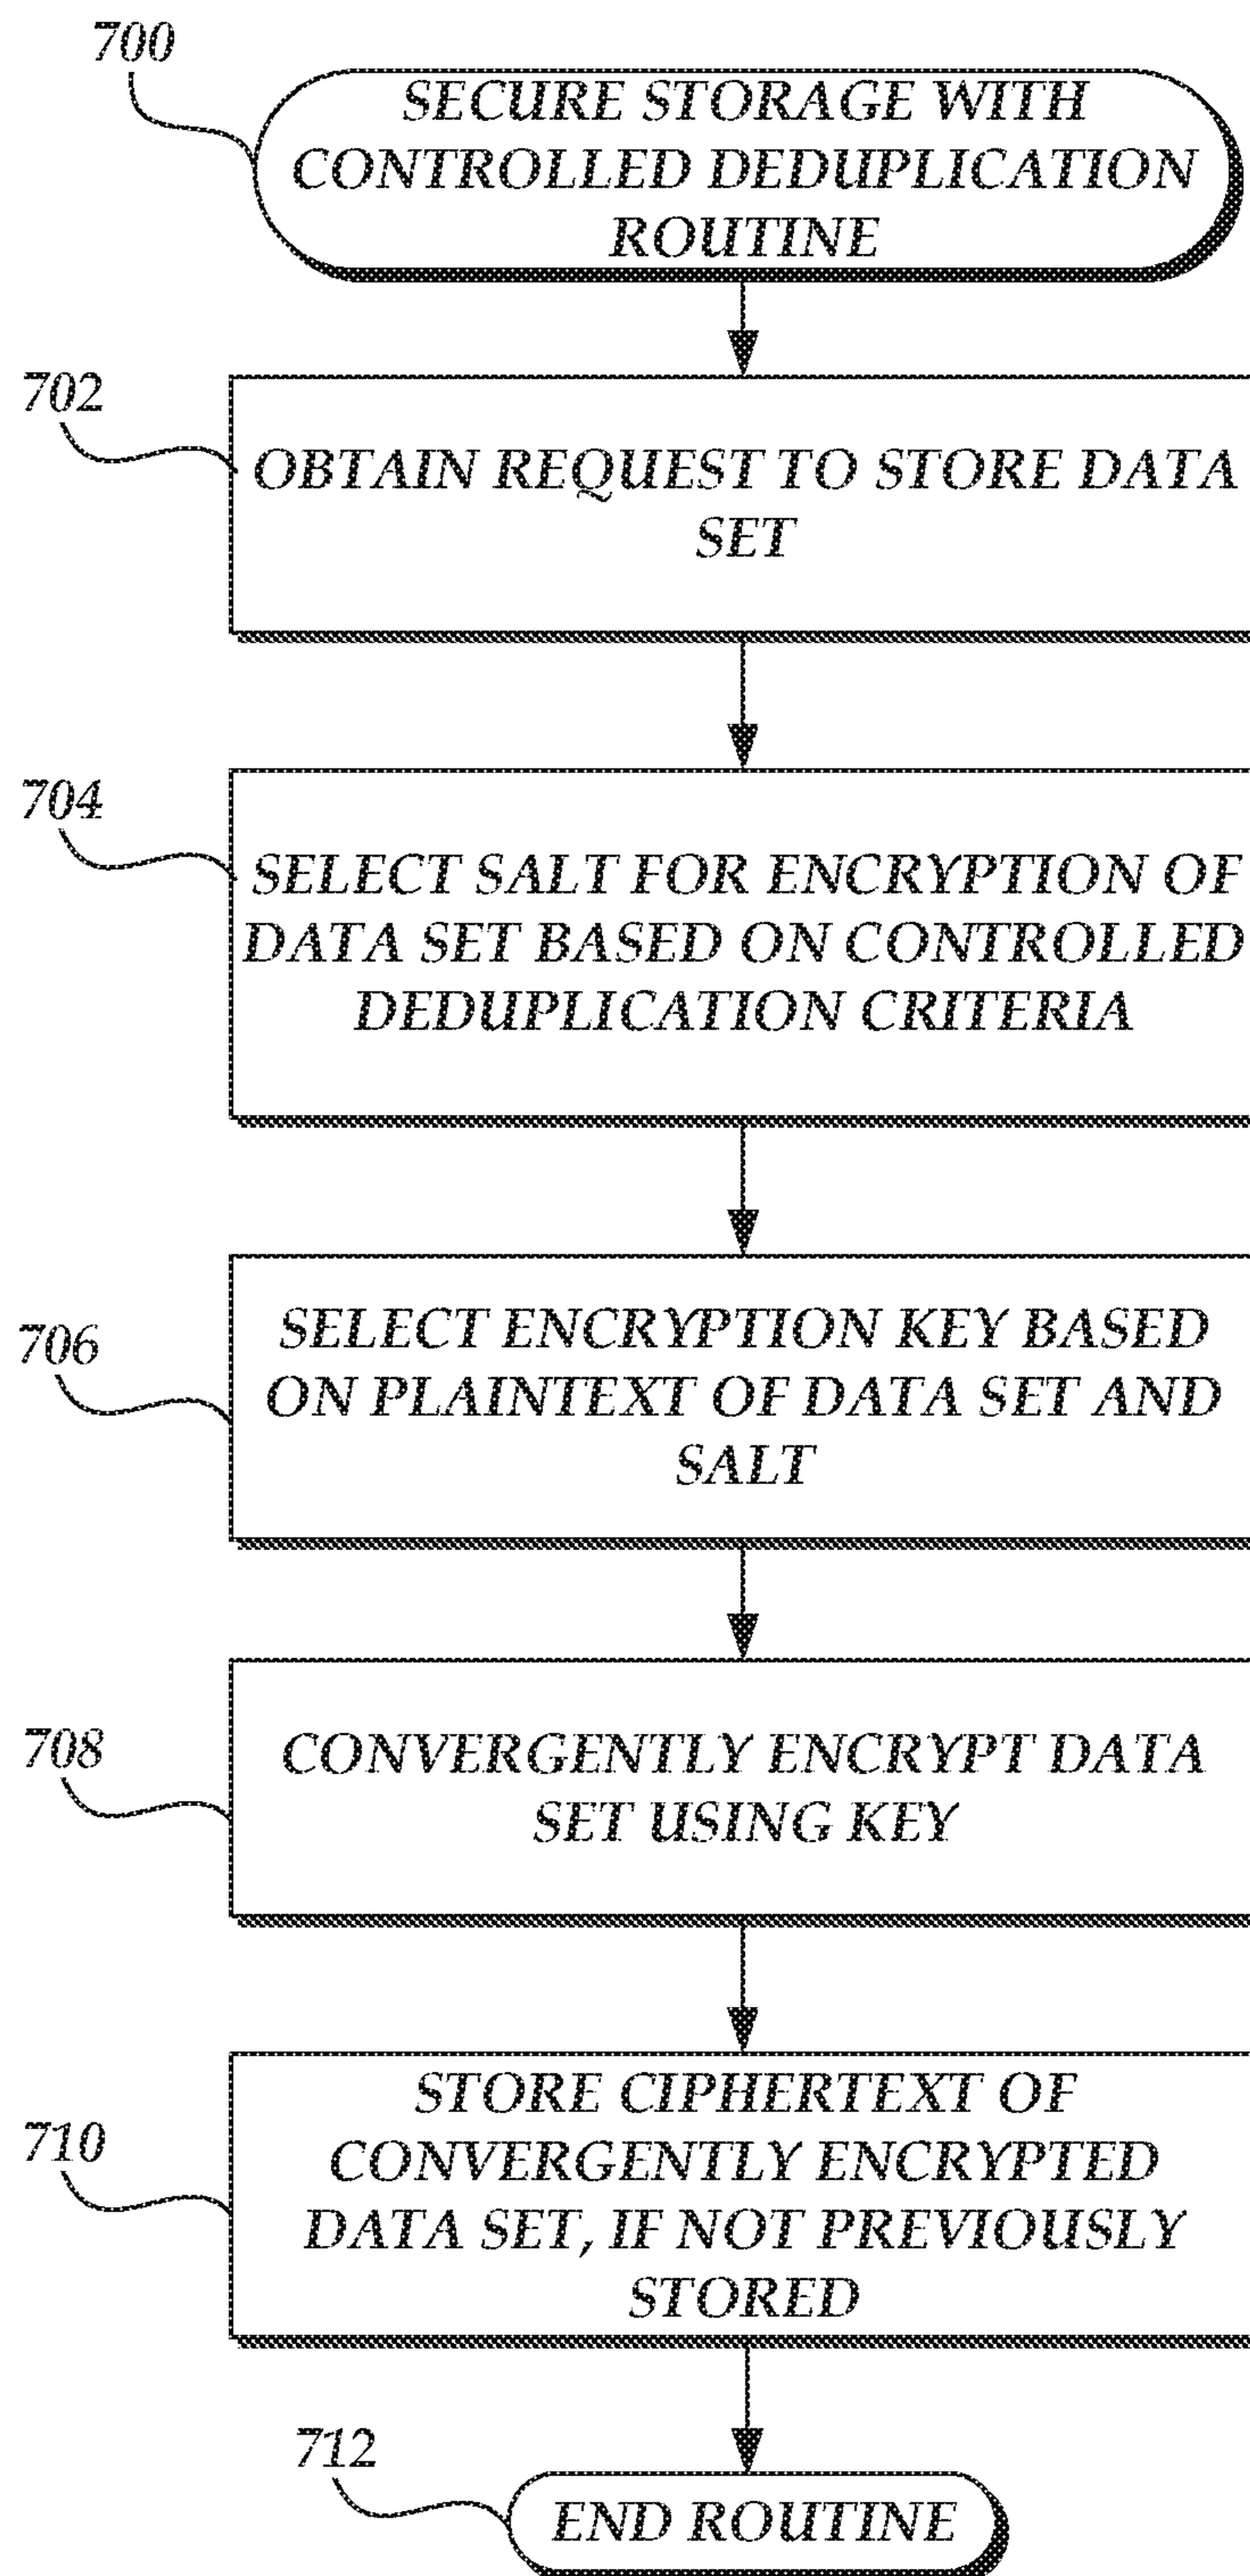 700
SECURE STORAGE WITH
CONTROLLED DEDUPLICATION
ROUTINE
702
OBTAIN REQUEST TO STORE DATA
SET
704
SELECT SALT FOR ENCRYPTION OF
DATA SET BASED ON CONTROLLED
DEDUPLICATION CRITERIA
706
SELECT ENCRYPTION KEY BASED
ON PLAINTEXT OF DATA SET AND
SALT
708
CONVERGENTLY ENCRYPT DATA
SET USING KEY
710
STORE CIPHERTEXT OF
CONVERGENTLY ENCRYPTED
DATA SET, IF NOT PREVIOUSLY
STORED
712
END ROUTINE